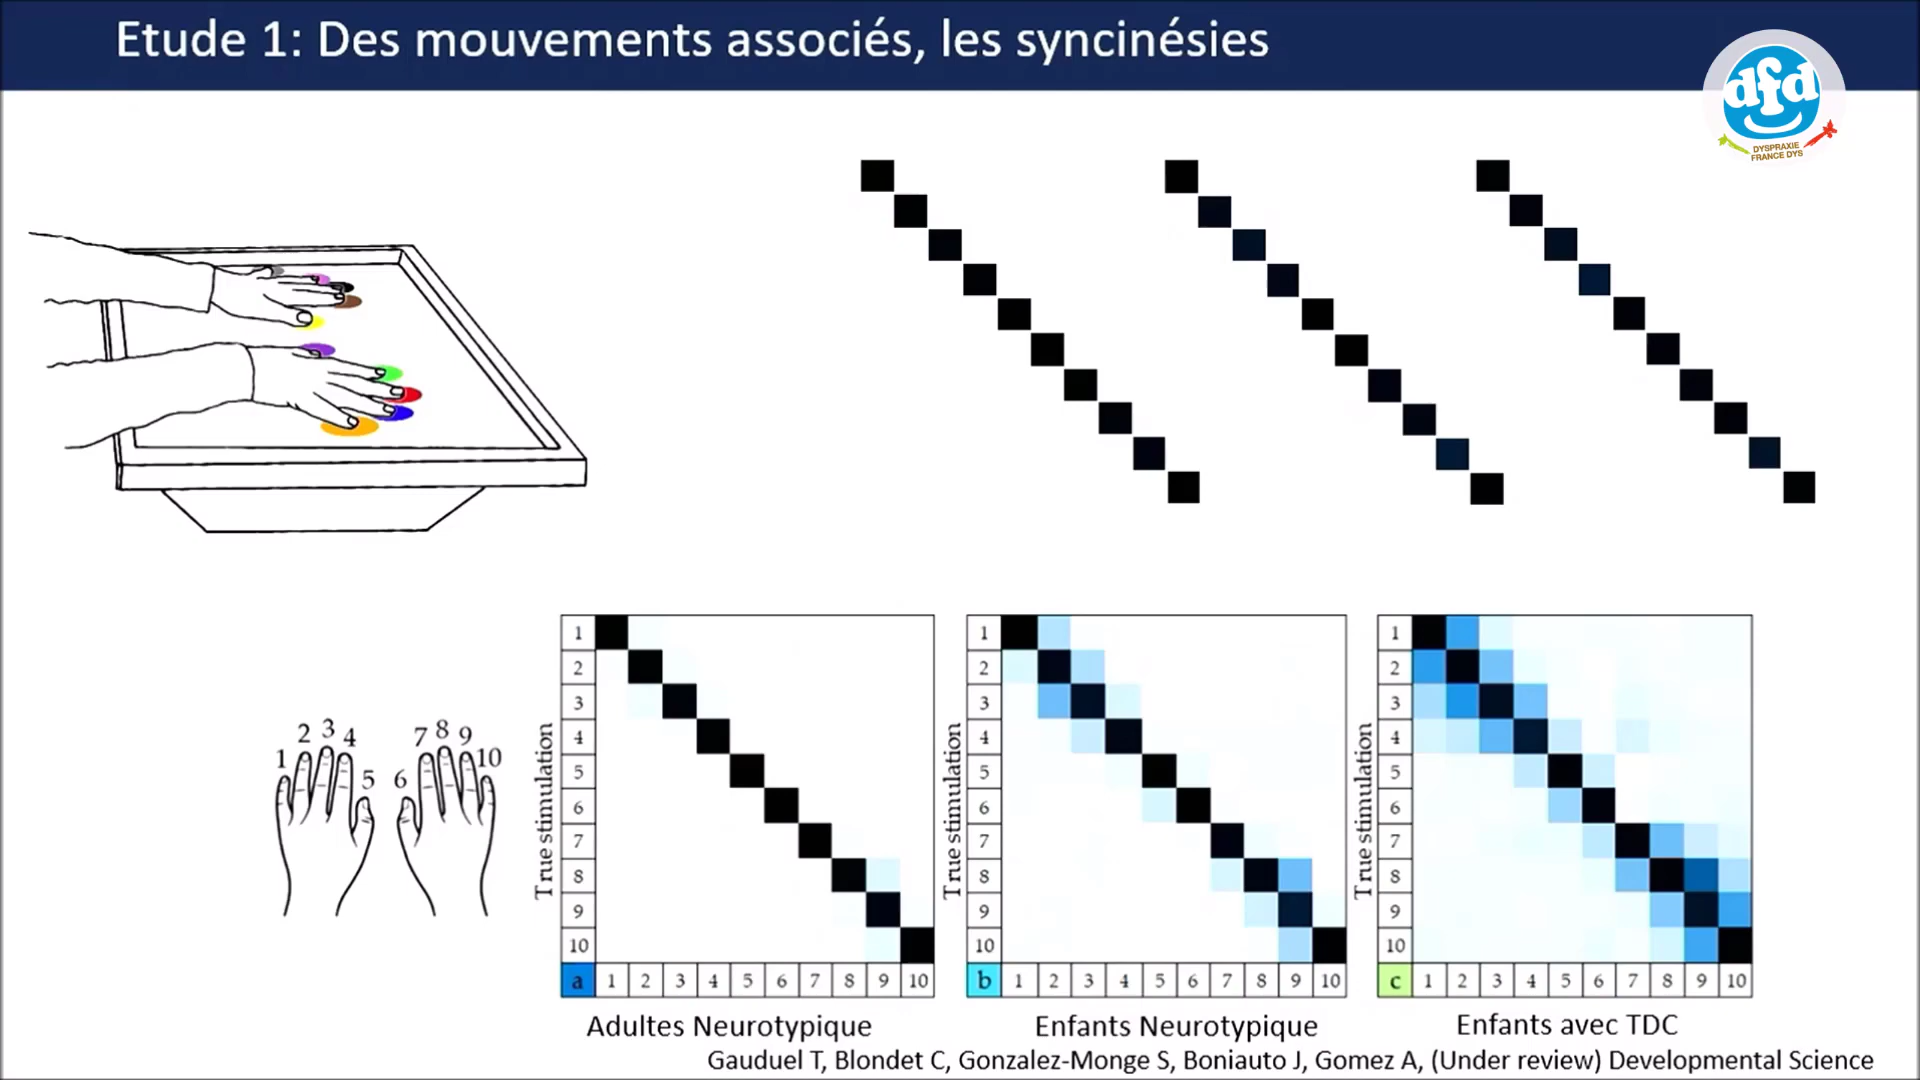 Etude 1: Des mouvements associés, les syncinésies
dfd
DYSPRAXIE
FRANCE DYS
1 2 3 4 5 6 7 8 9 10
True stimulation
1
2
3
4
5
6
7
8
9
10
a 1 2 3 4 5 6 7 8 9 10
Adultes Neurotypique
True stimulation
1
2
3
4
5
6
7
8
9
10
b 1 2 3 4 5 6 7 8 9 10
Enfants Neurotypique
True stimulation
1
2
3
4
5
6
7
8
9
10
c 1 2 3 4 5 6 7 8 9 10
Enfants avec TDC
Gauduel T, Blondet C, Gonzalez-Monge S, Boniauto J, Gomez A, (Under review) Developmental Science